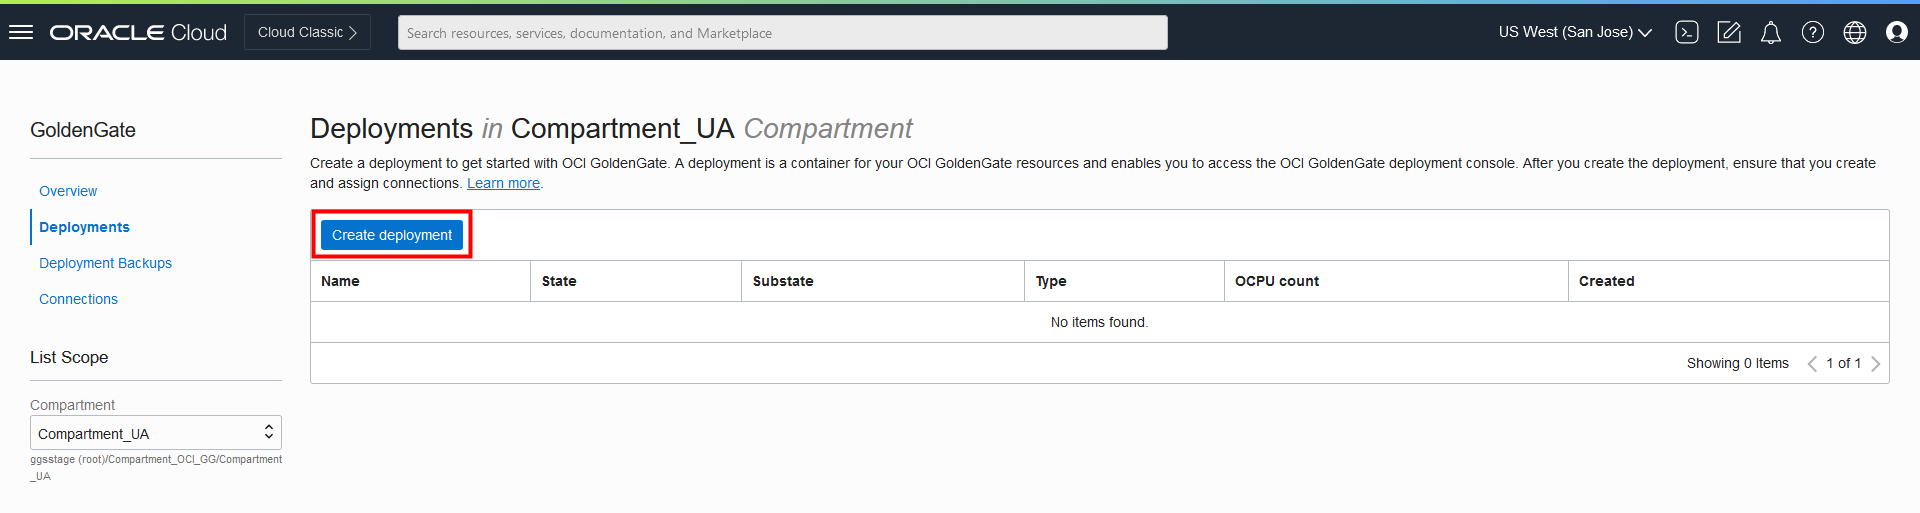 ORACLE Cloud
Cloud Classic
Search resources, services, documentation, and Marketplace
US West (San Jose)
GoldenGate
Overview
Deployments
Deployment Backups
Connections
List Scope
Compartment
Compartment_UA
ggsstage (root)/Compartment_OCI_GG/Compartment
_UA
Deployments in Compartment_UA Compartment
Create a deployment to get started with OCI GoldenGate. A deployment is a container for your OCI GoldenGate resources and enables you to access the OCI GoldenGate deployment console. After you create the deployment, ensure that you create
and assign connections. Learn more.
Create deployment
Name State Substate Type OCPU count Created
No items found.
Showing 0 Items 1 of 1